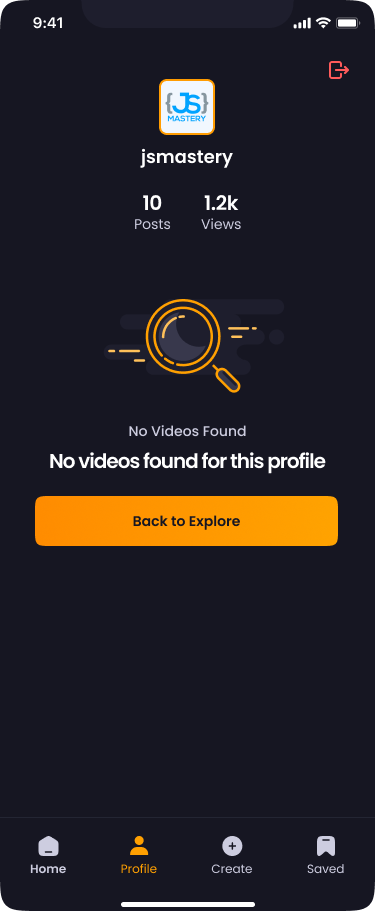 9:41
{JS}
MASTERY
jsmastery
10 1.2k
Posts Views
No Videos Found
No videos found for this profile
Back to Explore
Home Profile Create Saved